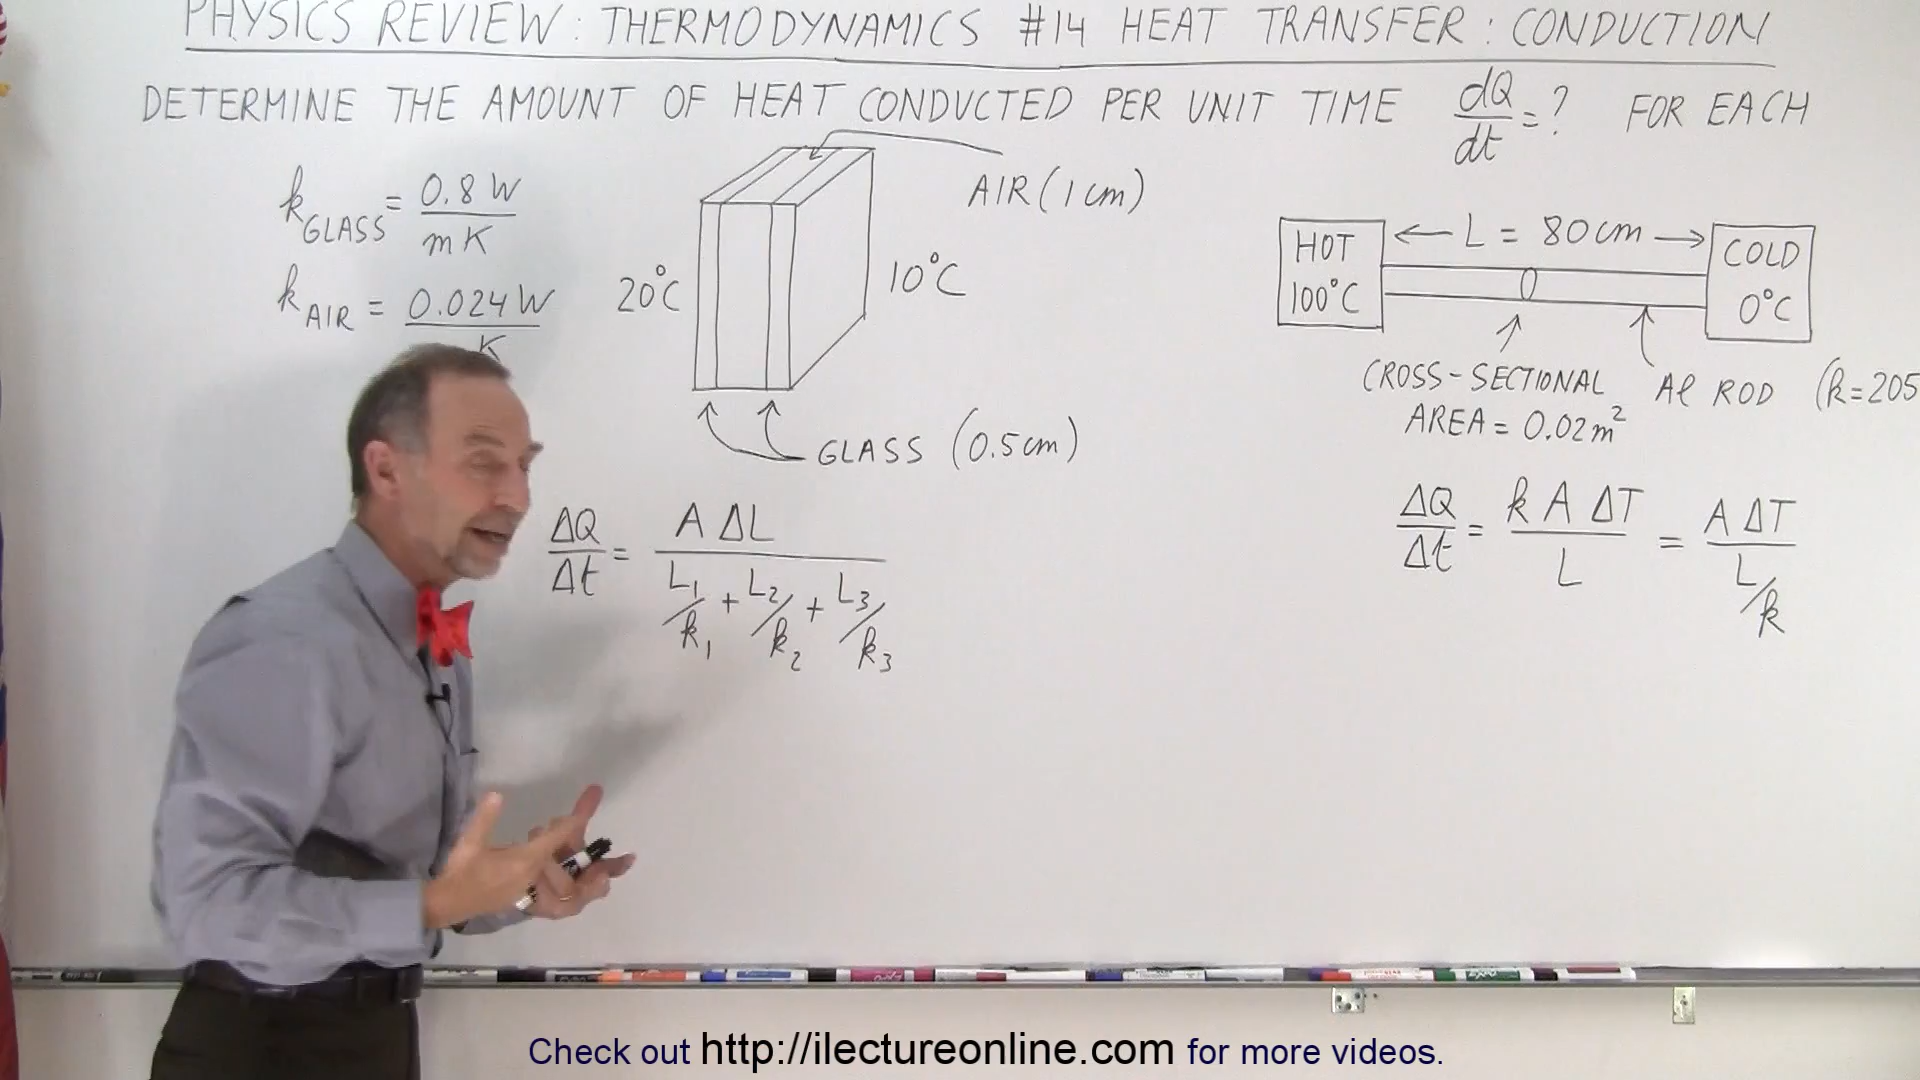 PHYSICS REVIEW: THERMODYNAMICS #14 HEAT TRANSFER: CONDUCTION
DETERMINE THE AMOUNT OF HEAT CONDUCTED PER UNIT TIME dQ/dt = ? FOR EACH
k GLASS = 0.8 W / m K
k AIR = 0.024 W / K
20°C
10°C
AIR (1 cm)
GLASS (0.5 cm)
ΔQ/Δt = A ΔL / (L₁/k₁ + L₂/k₂ + L₃/k₃)
HOT
100°C
← L = 80 cm →
COLD
0°C
CROSS-SECTIONAL
AREA = 0.02 m²
Al ROD (k=205
ΔQ/Δt = k A ΔT / L = A ΔT / (L/k)
EXPO
Check out http://ilectureonline.com for more videos.